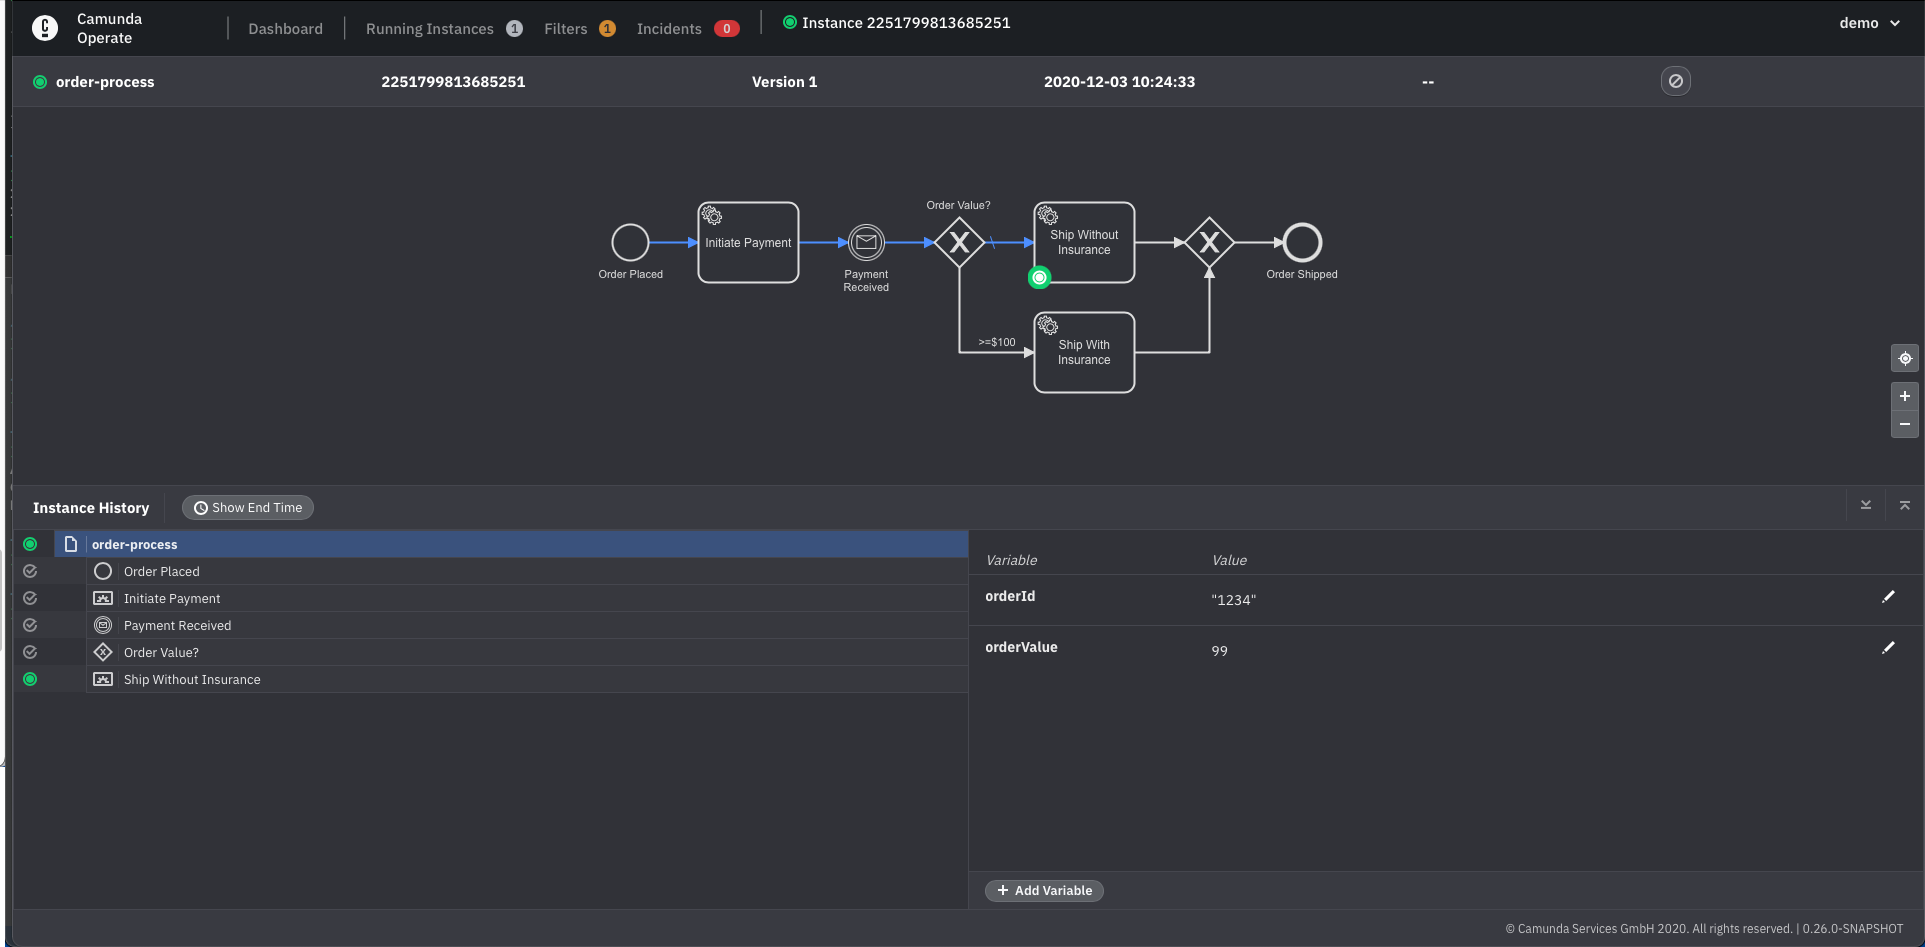 Camunda
Operate
Dashboard
Running Instances 1
Filters 1
Incidents 0
Instance 2251799813685251
demo
order-process
2251799813685251
Version 1
2020-12-03 10:24:33
--
Order Placed
Initiate Payment
Payment
Received
Order Value?
Ship Without
Insurance
>=$100
Ship With
Insurance
Order Shipped
Instance History
Show End Time
order-process
Order Placed
Initiate Payment
Payment Received
Order Value?
Ship Without Insurance
Variable Value
orderId "1234"
orderValue 99
+ Add Variable
© Camunda Services GmbH 2020. All rights reserved. | 0.26.0-SNAPSHOT